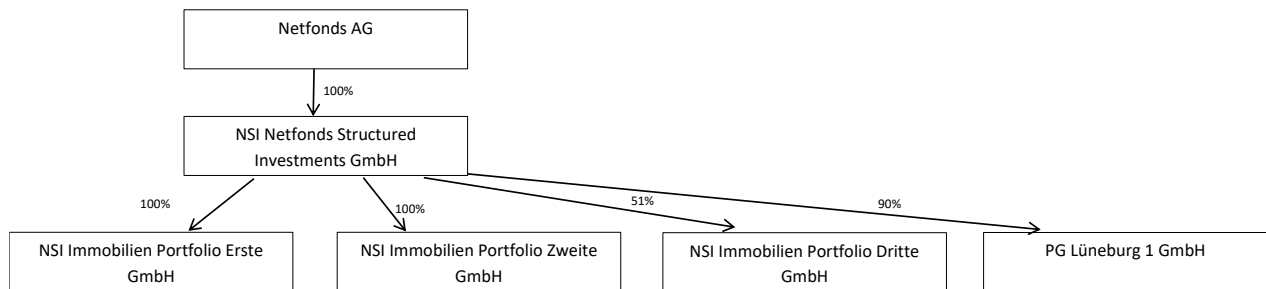 Netfonds AG
100%
NSI Netfonds Structured
Investments GmbH
100%
100%
51%
90%
NSI Immobilien Portfolio Erste
GmbH
NSI Immobilien Portfolio Zweite
GmbH
NSI Immobilien Portfolio Dritte
GmbH
PG Lüneburg 1 GmbH